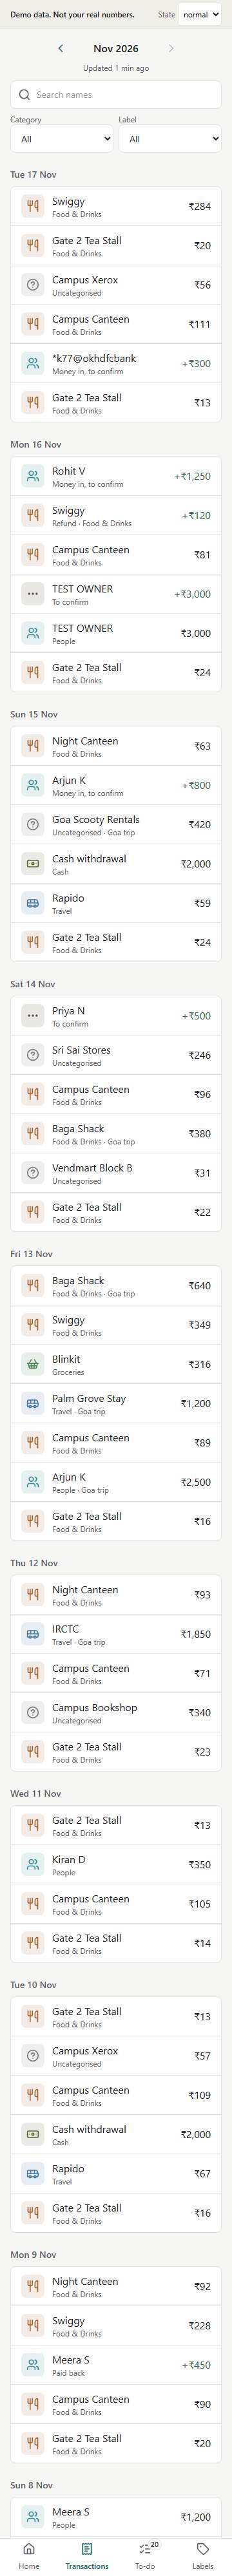 Demo data. Not your real numbers.
State
normal
Nov 2026
Updated 1 min ago
Search names
Category
Label
All
All
Tue 17 Nov
Swiggy
Food & Drinks
₹284
Gate 2 Tea Stall
Food & Drinks
₹20
Campus Xerox
Uncategorised
₹56
Campus Canteen
Food & Drinks
₹111
*k77@okhdfcbank
Money in, to confirm
+₹300
Gate 2 Tea Stall
Food & Drinks
₹13
Mon 16 Nov
Rohit V
Money in, to confirm
+₹1,250
Swiggy
Refund · Food & Drinks
+₹120
Campus Canteen
Food & Drinks
₹81
TEST OWNER
To confirm
+₹3,000
TEST OWNER
People
₹3,000
Gate 2 Tea Stall
Food & Drinks
₹24
Sun 15 Nov
Night Canteen
Food & Drinks
₹63
Arjun K
Money in, to confirm
+₹800
Goa Scooty Rentals
Uncategorised · Goa trip
₹420
Cash withdrawal
Cash
₹2,000
Rapido
Travel
₹59
Gate 2 Tea Stall
Food & Drinks
₹24
Sat 14 Nov
Priya N
To confirm
+₹500
Sri Sai Stores
Uncategorised
₹246
Campus Canteen
Food & Drinks
₹96
Baga Shack
Food & Drinks · Goa trip
₹380
Vendmart Block B
Uncategorised
₹31
Gate 2 Tea Stall
Food & Drinks
₹22
Fri 13 Nov
Baga Shack
Food & Drinks · Goa trip
₹640
Swiggy
Food & Drinks
₹349
Blinkit
Groceries
₹316
Palm Grove Stay
Travel · Goa trip
₹1,200
Campus Canteen
Food & Drinks
₹89
Arjun K
People · Goa trip
₹2,500
Gate 2 Tea Stall
Food & Drinks
₹16
Thu 12 Nov
Night Canteen
Food & Drinks
₹93
IRCTC
Travel · Goa trip
₹1,850
Campus Canteen
Food & Drinks
₹71
Campus Bookshop
Uncategorised
₹340
Gate 2 Tea Stall
Food & Drinks
₹23
Wed 11 Nov
Gate 2 Tea Stall
Food & Drinks
₹13
Kiran D
People
₹350
Campus Canteen
Food & Drinks
₹105
Gate 2 Tea Stall
Food & Drinks
₹14
Tue 10 Nov
Gate 2 Tea Stall
Food & Drinks
₹13
Campus Xerox
Uncategorised
₹57
Campus Canteen
Food & Drinks
₹109
Cash withdrawal
Cash
₹2,000
Rapido
Travel
₹67
Gate 2 Tea Stall
Food & Drinks
₹16
Mon 9 Nov
Night Canteen
Food & Drinks
₹92
Swiggy
Food & Drinks
₹228
Meera S
Paid back
+₹450
Campus Canteen
Food & Drinks
₹90
Gate 2 Tea Stall
Food & Drinks
₹20
Sun 8 Nov
Meera S
People
₹1,200
20
Home
Transactions
To-do
Labels